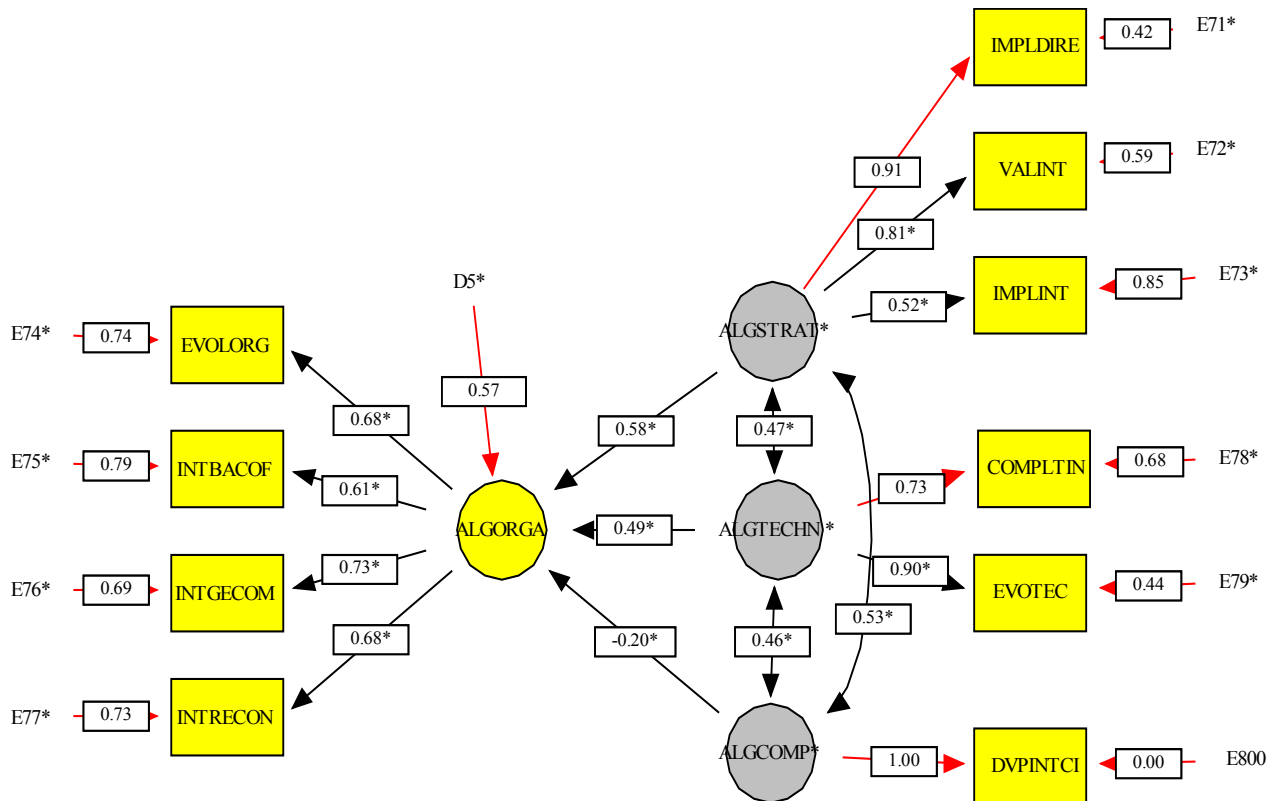 IMPLDIRE
0.42
E71*
VALINT
0.59
E72*
0.91
0.81*
D5*
IMPLINT
0.85
E73*
0.52*
E74*
0.74
EVOLORG
ALGSTRAT*
0.57
0.68*
0.58*
0.47*
E75*
0.79
INTBACOF
COMPLTIN
0.68
E78*
0.61*
0.73
ALGORGA
0.49*
ALGTECHN*
0.73*
0.90*
E76*
0.69
INTGECOM
EVOTEC
0.44
E79*
0.68*
-0.20*
0.46*
0.53*
E77*
0.73
INTRECON
ALGCOMP*
1.00
DVPINTCI
0.00
E800